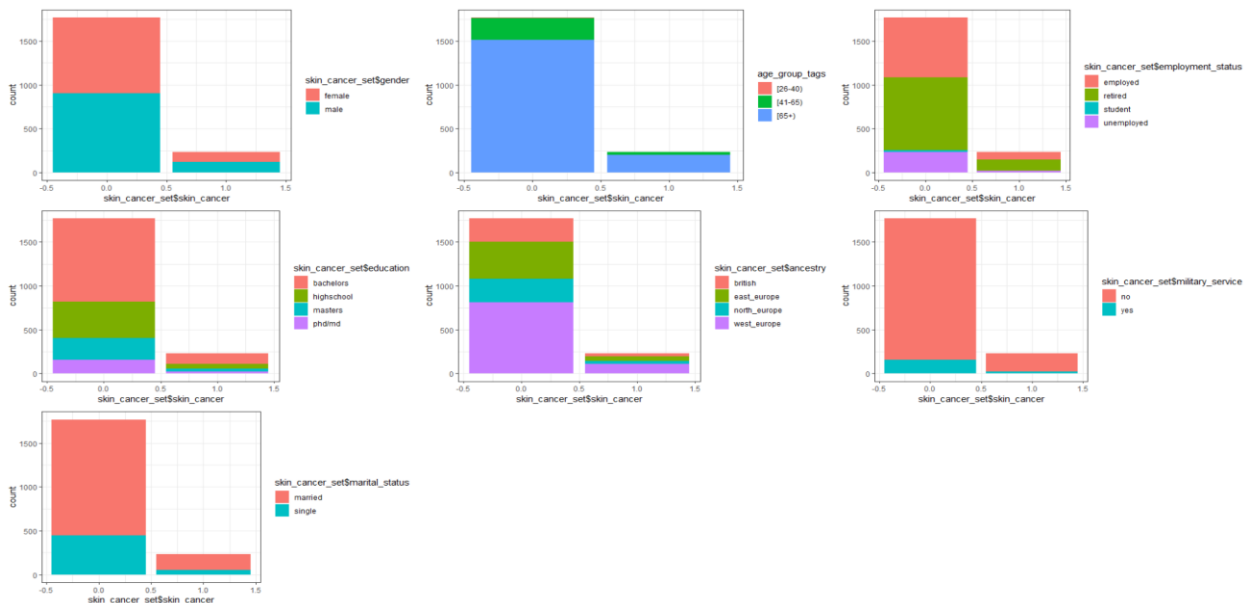 skin_cancer_set$gender
female
male
count
1500
1000
500
0
-0.5 0.0 0.5 1.0 1.5
skin_cancer_set$skin_cancer
age_group_tags
[26-40)
[41-65)
[65+)
count
1500
1000
500
0
-0.5 0.0 0.5 1.0 1.5
skin_cancer_set$skin_cancer
skin_cancer_set$employment_status
employed
retired
student
unemployed
count
1500
1000
500
0
-0.5 0.0 0.5 1.0 1.5
skin_cancer_set$skin_cancer
skin_cancer_set$education
bachelors
highschool
masters
phd/md
count
1500
1000
500
0
-0.5 0.0 0.5 1.0 1.5
skin_cancer_set$skin_cancer
skin_cancer_set$ancestry
british
east_europe
north_europe
west_europe
count
1500
1000
500
0
-0.5 0.0 0.5 1.0 1.5
skin_cancer_set$skin_cancer
skin_cancer_set$military_service
no
yes
count
1500
1000
500
0
-0.5 0.0 0.5 1.0 1.5
skin_cancer_set$skin_cancer
skin_cancer_set$marital_status
married
single
count
1500
1000
500
0
-0.5 0.0 0.5 1.0 1.5
skin_cancer_set$skin_cancer